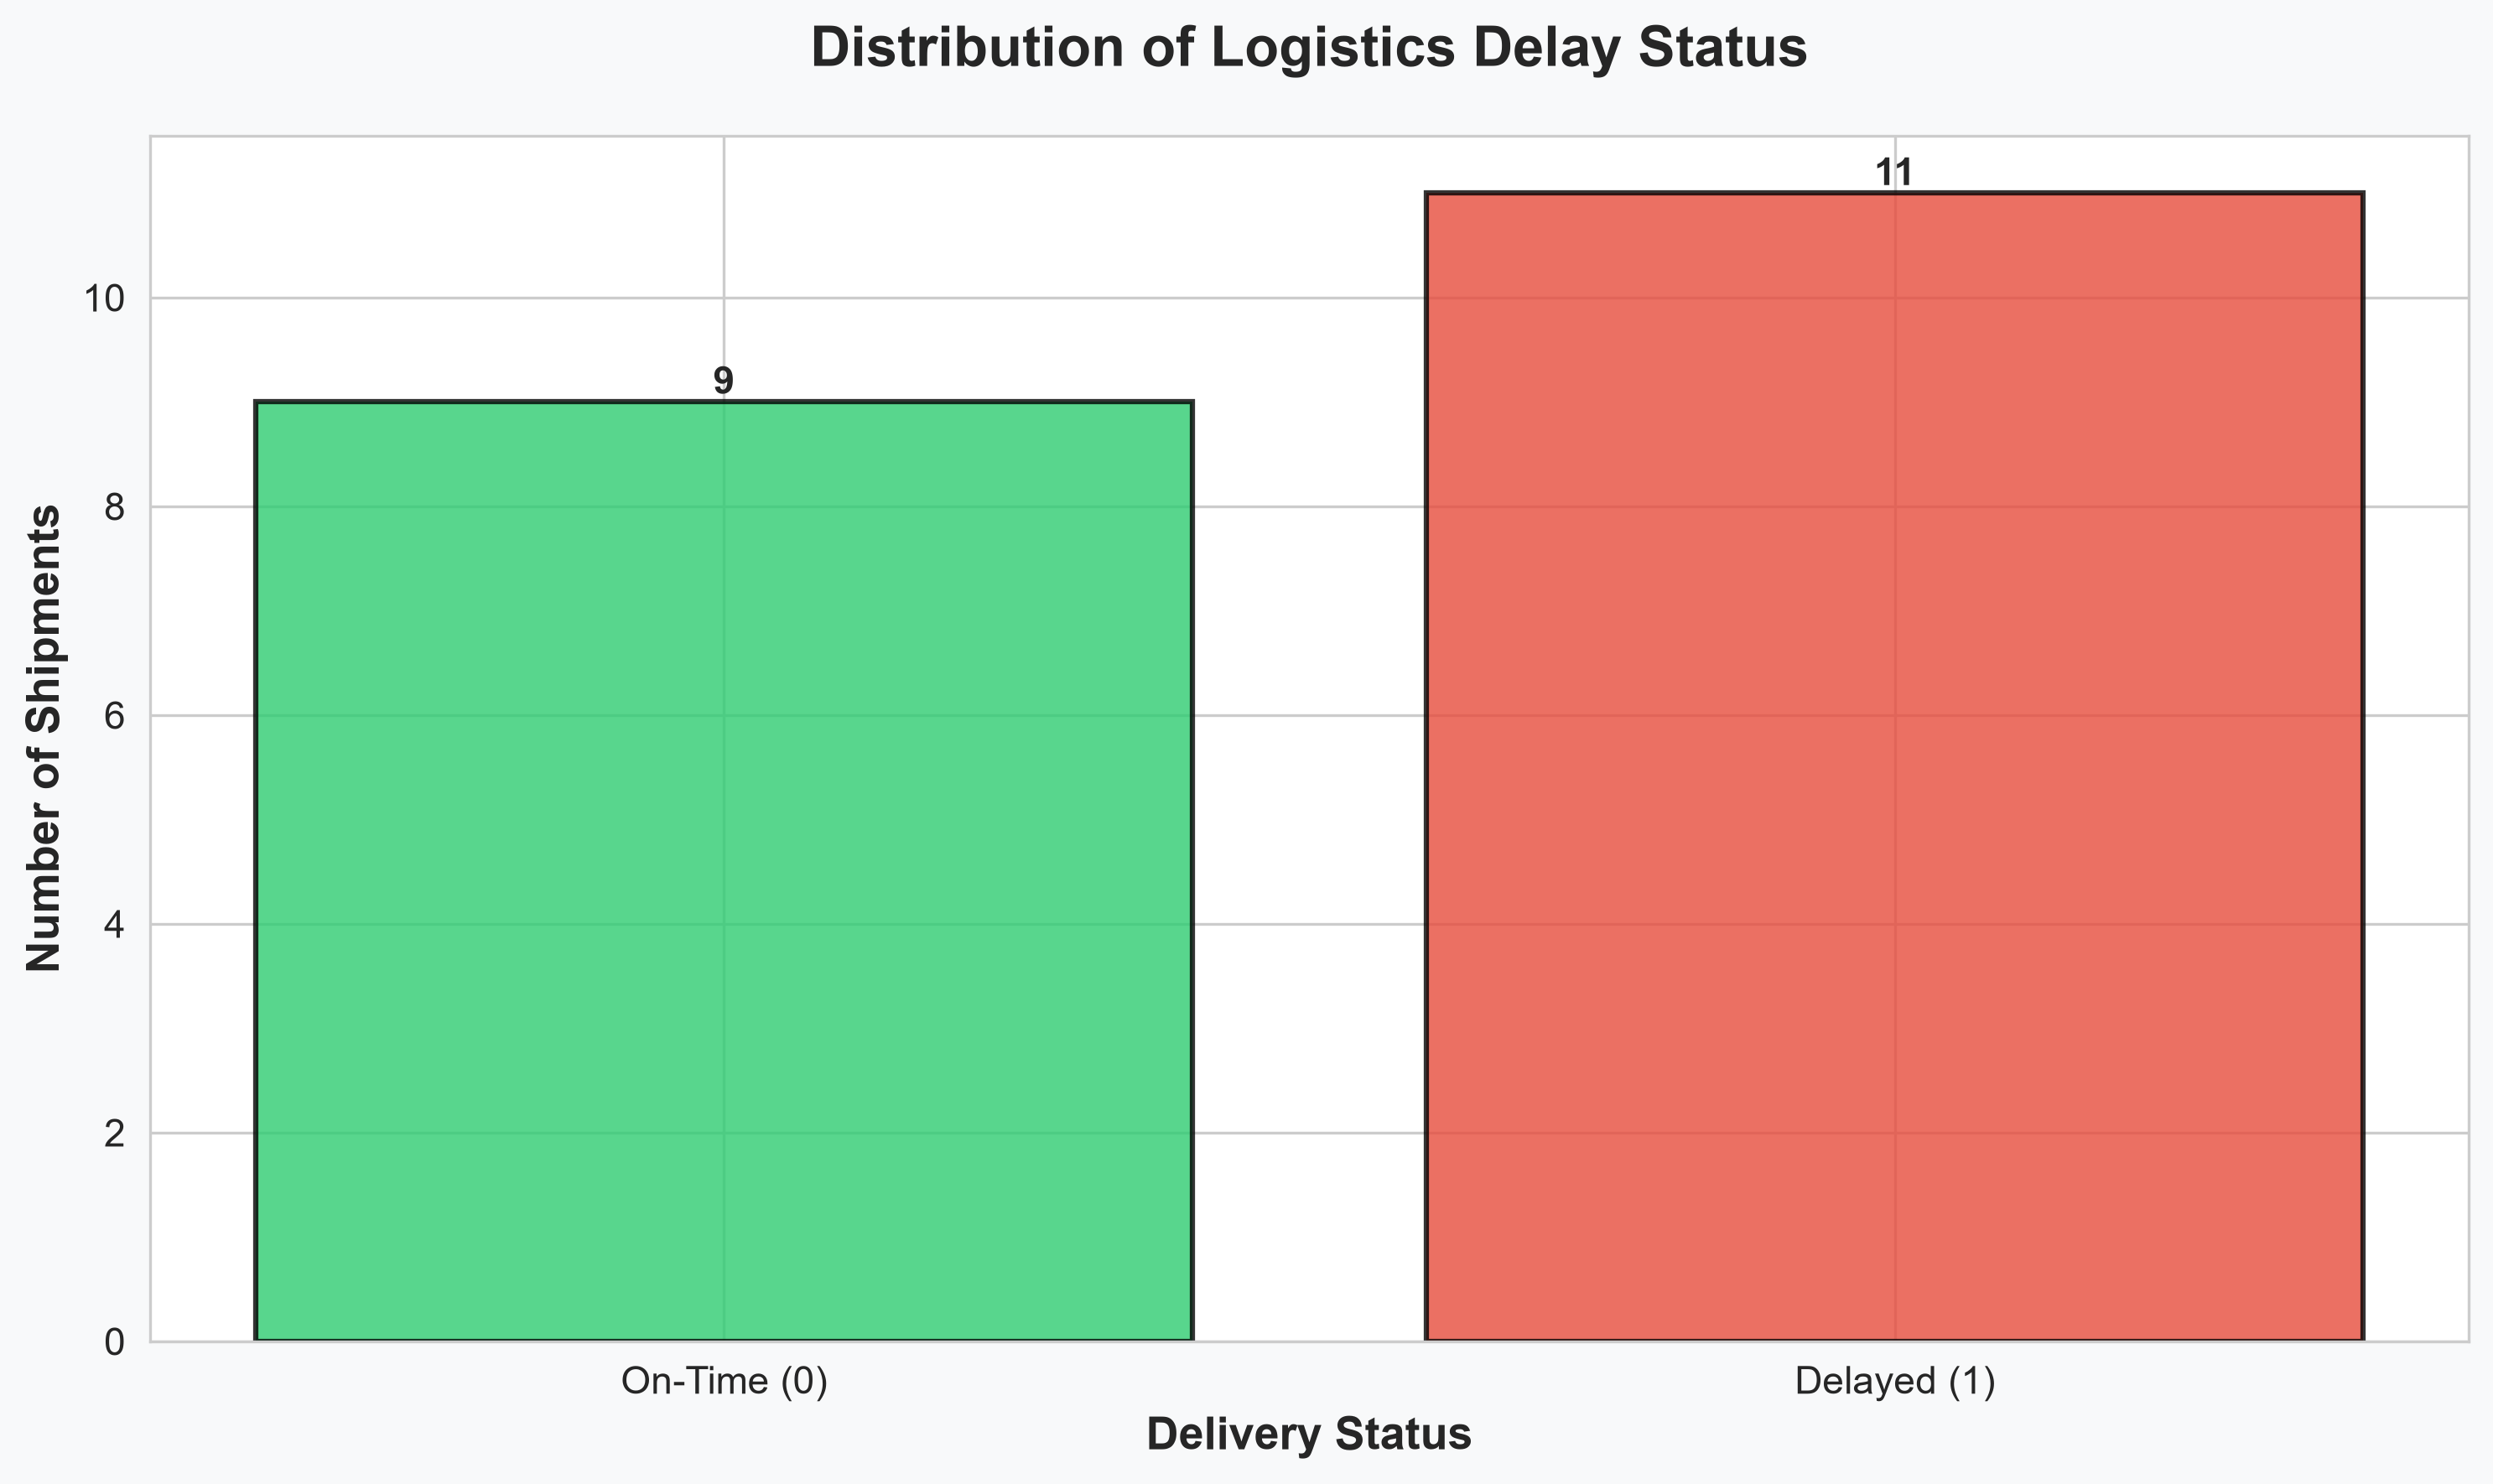 Distribution of Logistics Delay Status
11
10
9
8
6
4
2
0
Number of Shipments
On-Time (0)
Delayed (1)
Delivery Status